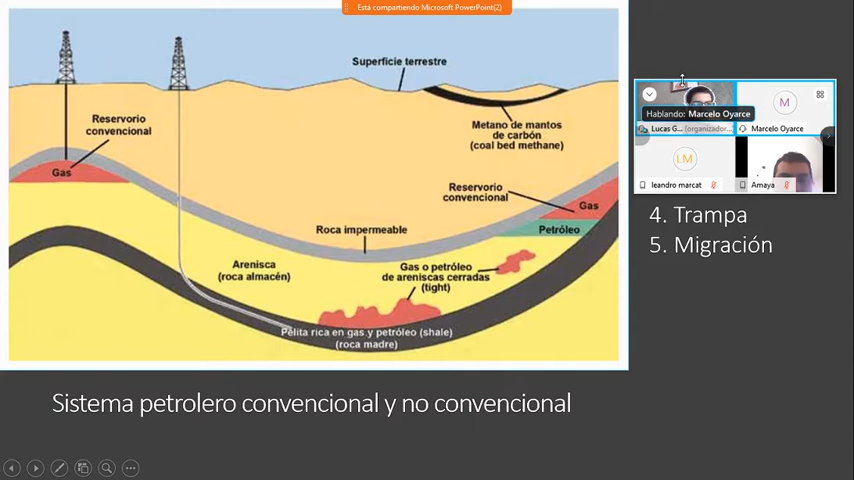 Está compartiendo Microsoft PowerPoint(2)
Superficie terrestre
Reservorio
convencional
Gas
Metano de mantos
de carbón
(coal bed methane)
Reservorio
convencional
Gas
Petróleo
Roca impermeable
Arenisca
(roca almacén)
Gas o petróleo
de areniscas cerradas
(tight)
Pelita rica en gas y petróleo (shale)
(roca madre)
Hablando: Marcelo Oyarce
M
Lucas G... (organizador...
Marcelo Oyarce
LM
leandro marcat
Amaya
4. Trampa
5. Migración
Sistema petrolero convencional y no convencional